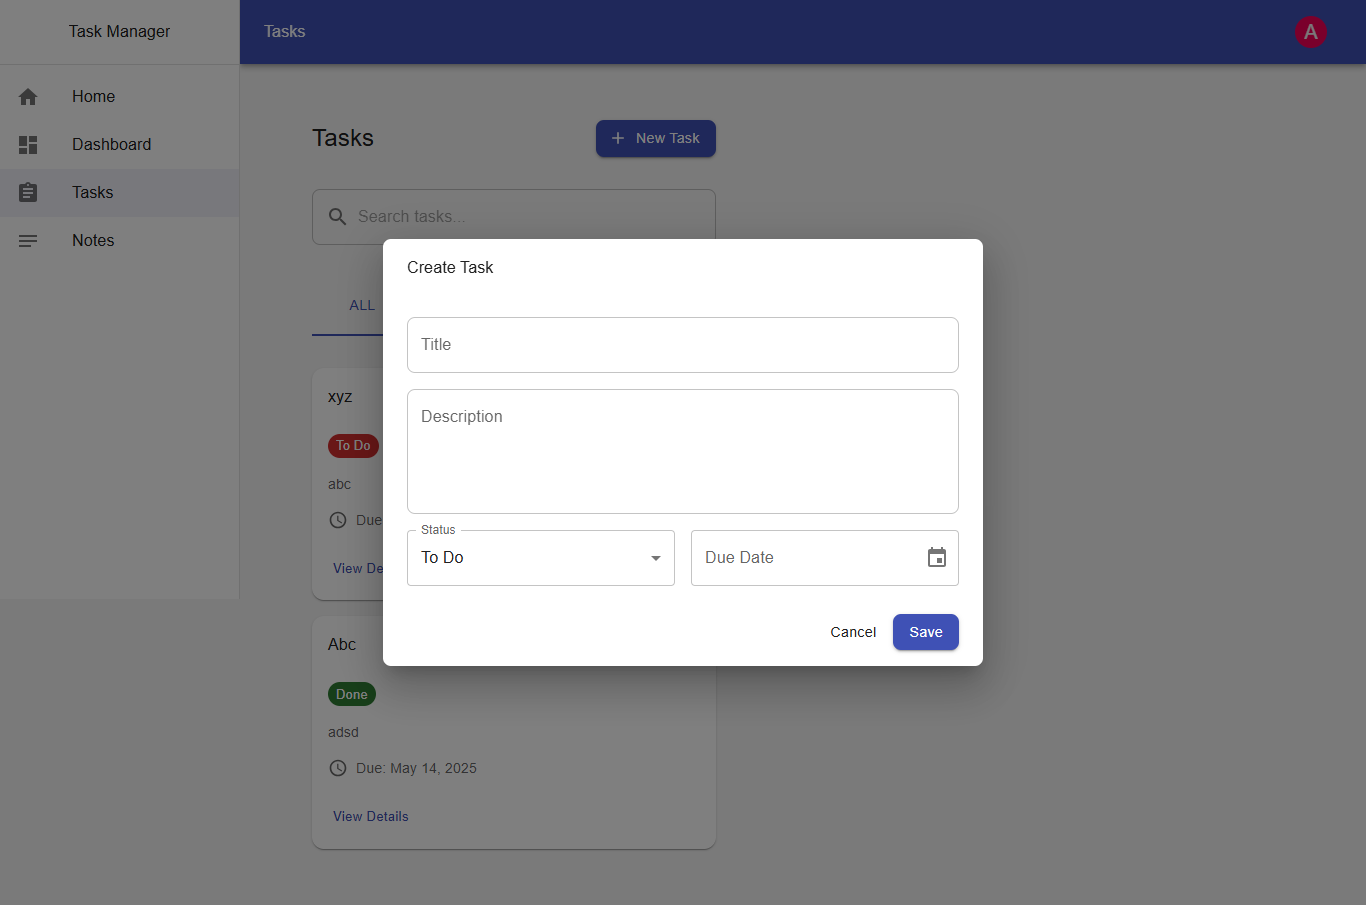 Task Manager
Tasks
A
Home
Dashboard
Tasks
Notes
Tasks
New Task
Search tasks...
ALL
xyz
To Do
abc
Due
View De
Create Task
Title
Description
Status
To Do
Due Date
Cancel
Save
Abc
Done
adsd
Due: May 14, 2025
View Details